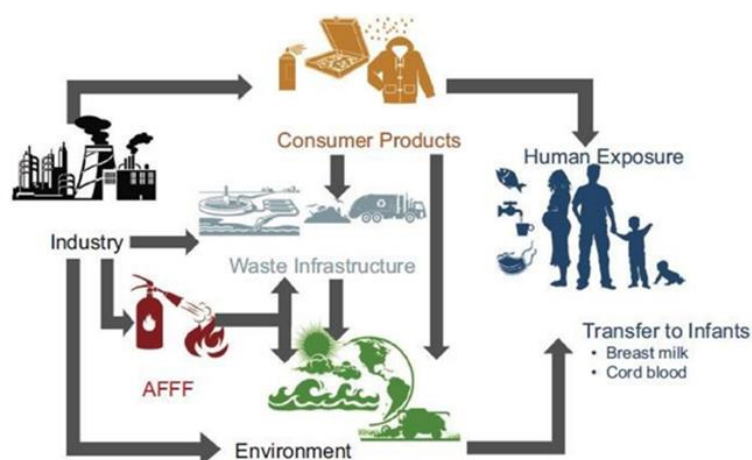 Consumer Products
Human Exposure
Industry
Waste Infrastructure
Transfer to Infants
• Breast milk
• Cord blood
AFFF
Environment